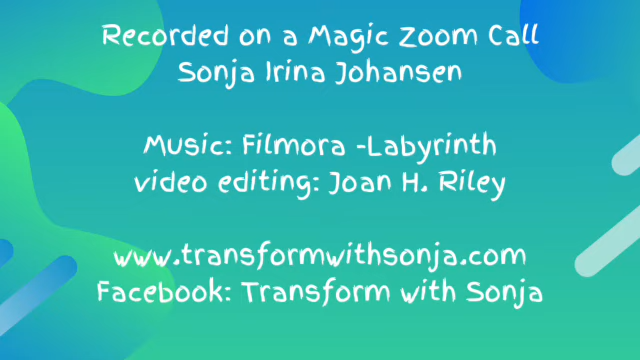 Recorded on a Magic Zoom Call
Sonja Irina Johansen
Music: Filmora -Labyrinth
video editing: Joan H. Riley
www.transformwithsonja.com
Facebook: Transform with Sonja